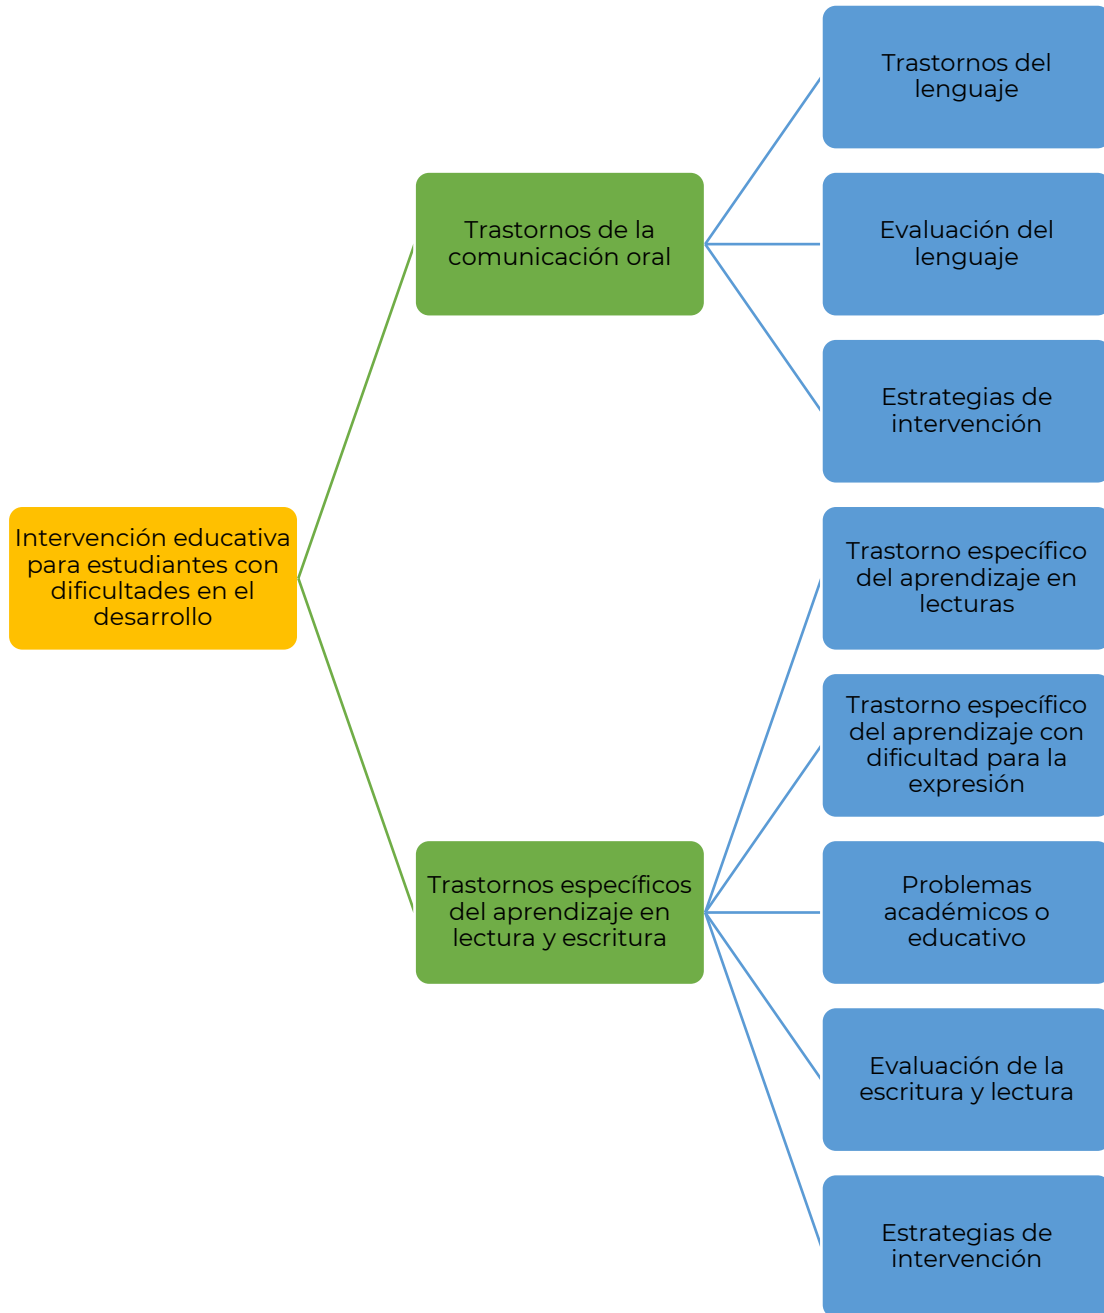 Trastornos del
lenguaje
Trastornos de la
comunicación oral
Evaluación del
lenguaje
Estrategias de
intervención
Intervención educativa
para estudiantes con
dificultades en el
desarrollo
Trastorno específico
del aprendizaje en
lecturas
Trastorno específico
del aprendizaje con
dificultad para la
expresión
Trastornos específicos
del aprendizaje en
lectura y escritura
Problemas
académicos o
educativo
Evaluación de la
escritura y lectura
Estrategias de
intervención